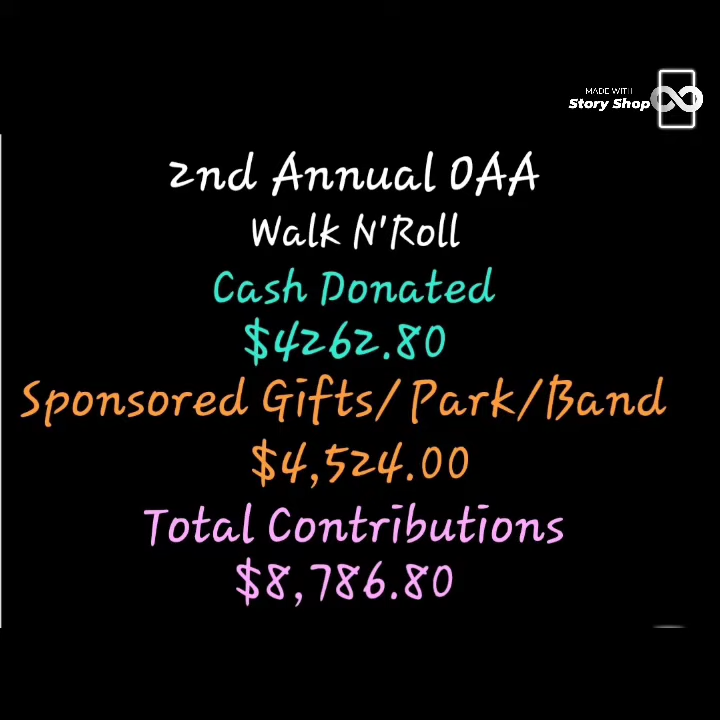 MADE WITH
Story Shop
2nd Annual OAA
Walk N'Roll
Cash Donated
$4262.80
Sponsored Gifts/Park/Band
$4,524.00
Total Contributions
$8,786.80